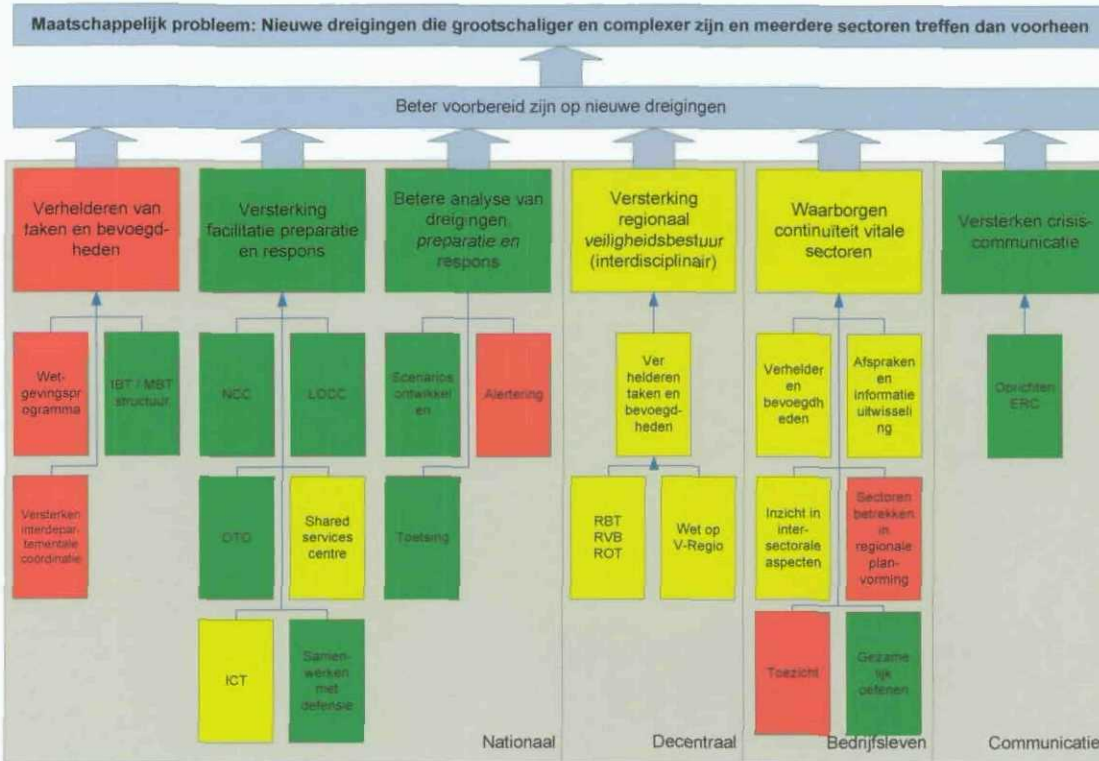 Maatschappelijk probleem: Nieuwe dreigingen die grootschaliger en complexer zijn en meerdere sectoren treffen dan voorheen
Beter voorbereid zijn op nieuwe dreigingen
Verhelderen van
taken en bevoegd-
heden
Versterking
facilitatie preparatie
en respons
Betere analyse van
dreigingen,
preparatie en
respons
Versterking
regionaal
veiligheidsbestuur
(interdisciplinair)
Waarborgen
continuïteit vitale
sectoren
Versterken crisis-
communicatie
Wet-
gevingspr
ogramma
IBT / MBT
structuur
NCC
LOCC
Scenarios
ontwikkel
en
Alertering
Ver
helderen
taken en
bevoegd-
heden
Verhelder
en
bevoegdh
eden
Afspraken
en
informatie
uitwisseli
ng
Oprichten
ERC
Versterken
interdepar-
tementale
coördinatie
OTO
Shared
services
centre
Toetsing
RBT
RVB
ROT
Wet op
V-Regio
Inzicht in
inter-
sectorale
aspecten
Sectoren
betrekken
in
regionale
plan-
vorming
ICT
Samen-
werken
met
defensie
Toezicht
Gezame
lijk
oefenen
Nationaal
Decentraal
Bedrijfsleven
Communicatie